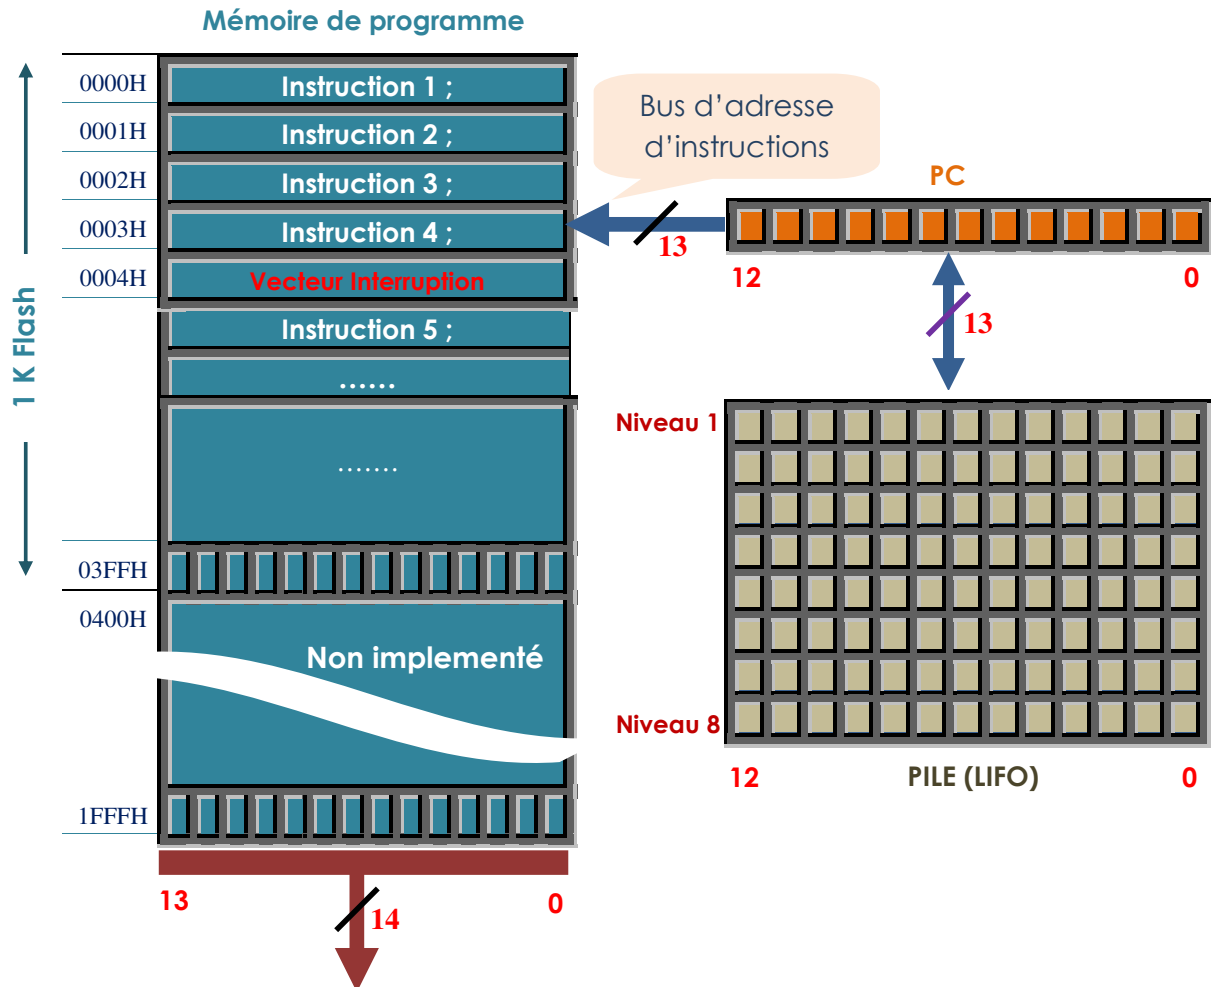 Mémoire de programme
0000H
Instruction 1 ;
0001H
Instruction 2 ;
0002H
Instruction 3 ;
0003H
Instruction 4 ;
0004H
Vecteur Interruption
Instruction 5 ;
......
.......
03FFH
0400H
Non implementé
1FFFH
13
0
14
1 K Flash
Bus d’adresse
d’instructions
13
PC
12
0
13
Niveau 1
Niveau 8
12
PILE (LIFO)
0